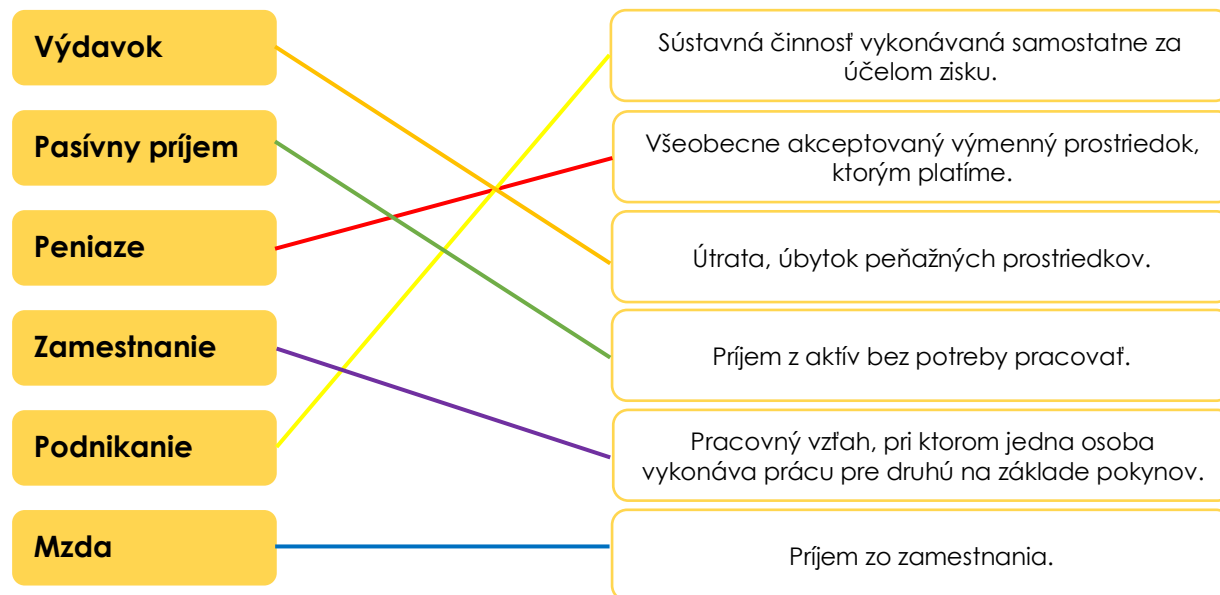 Výdavok
Pasívny príjem
Peniaze
Zamestnanie
Podnikanie
Mzda
Sústavná činnosť vykonávaná samostatne za
účelom zisku.
Všeobecne akceptovaný výmenný prostriedok,
ktorým platíme.
Útrata, úbytok peňažných prostriedkov.
Príjem z aktív bez potreby pracovať.
Pracovný vzťah, pri ktorom jedna osoba
vykonáva prácu pre druhú na základe pokynov.
Príjem zo zamestnania.